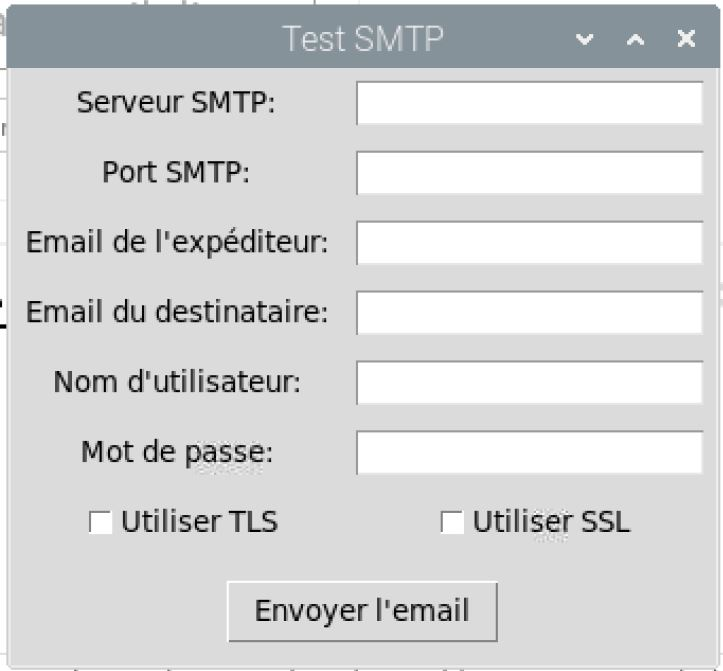 Test SMTP
Serveur SMTP:
Port SMTP:
Email de l'expéditeur:
Email du destinataire:
Nom d'utilisateur:
Mot de passe:
Utiliser TLS Utiliser SSL
Envoyer l'email